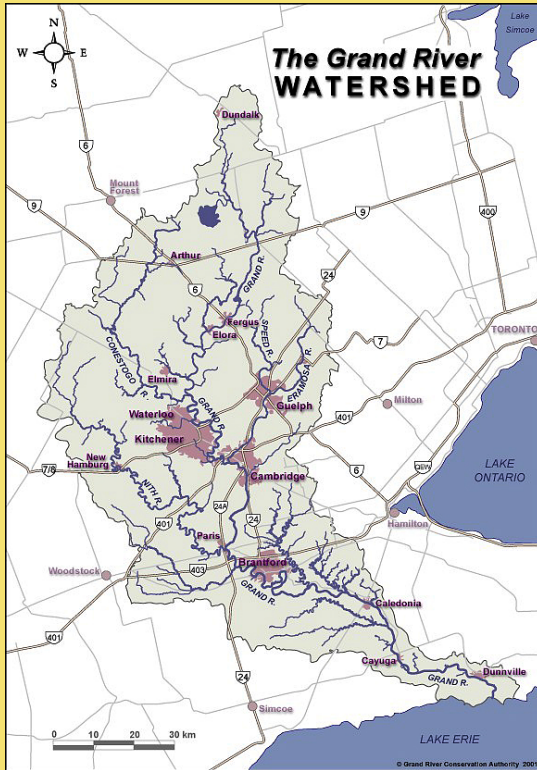 Lake
Simcoe
N
W E
S
The Grand River
WATERSHED
Dundalk
6
Mount
Forest
400
9
9
Arthur
GRAND R.
24
6
Fergus
SPEED R.
Elora
TORONTO
7
CONESTOGO R.
ERAMOSA R.
Elmira
GRAND R.
Guelph
Milton
Waterloo
401
Kitchener
New
Hamburg
7/8
Cambridge
6
QEW
LAKE
ONTARIO
NITH R.
24A
24
Hamilton
401
Paris
Woodstock
403
Brantford
GRAND R.
Caledonia
401
Cayuga
Dunnville
GRAND R.
24
Simcoe
0 10 20 30 km
LAKE ERIE
© Grand River Conservation Authority 2001